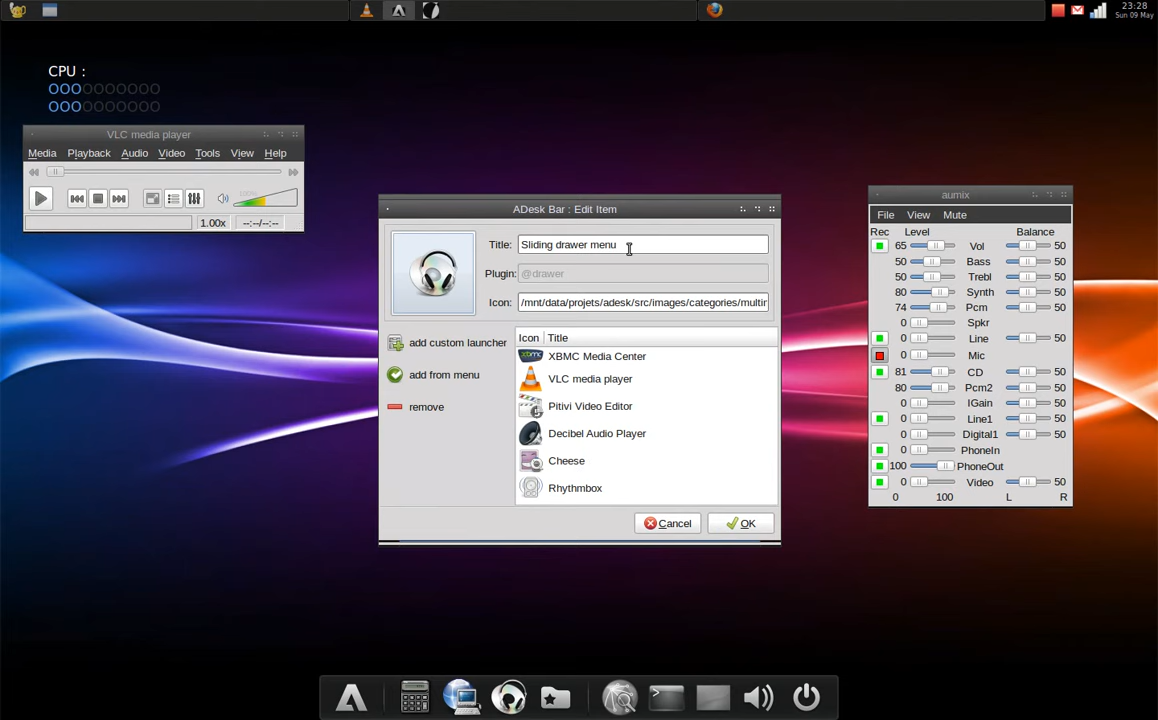 23:28
Sun 09 May
CPU :
OOOOOOOOOO
OOOOOOOOOO
VLC media player
Media Playback Audio Video Tools View Help
100%
1.00x --:--/--:--
ADesk Bar : Edit Item
Title: Sliding drawer menu
Plugin: @drawer
Icon: /mnt/data/projets/adesk/src/images/categories/multin
add custom launcher
add from menu
remove
Icon Title
XBMC Media Center
VLC media player
Pitivi Video Editor
Decibel Audio Player
Cheese
Rhythmbox
Cancel OK
aumix
File View Mute
Rec Level Balance
65 Vol 50
50 Bass 50
50 Trebl 50
80 Synth 50
74 Pcm 50
0 Spkr
0 Line 50
0 Mic 50
81 CD 50
80 Pcm2 50
0 IGain 50
0 Line1 50
0 Digital1 50
0 PhoneIn
100 PhoneOut
0 Video 50
0 100 L R